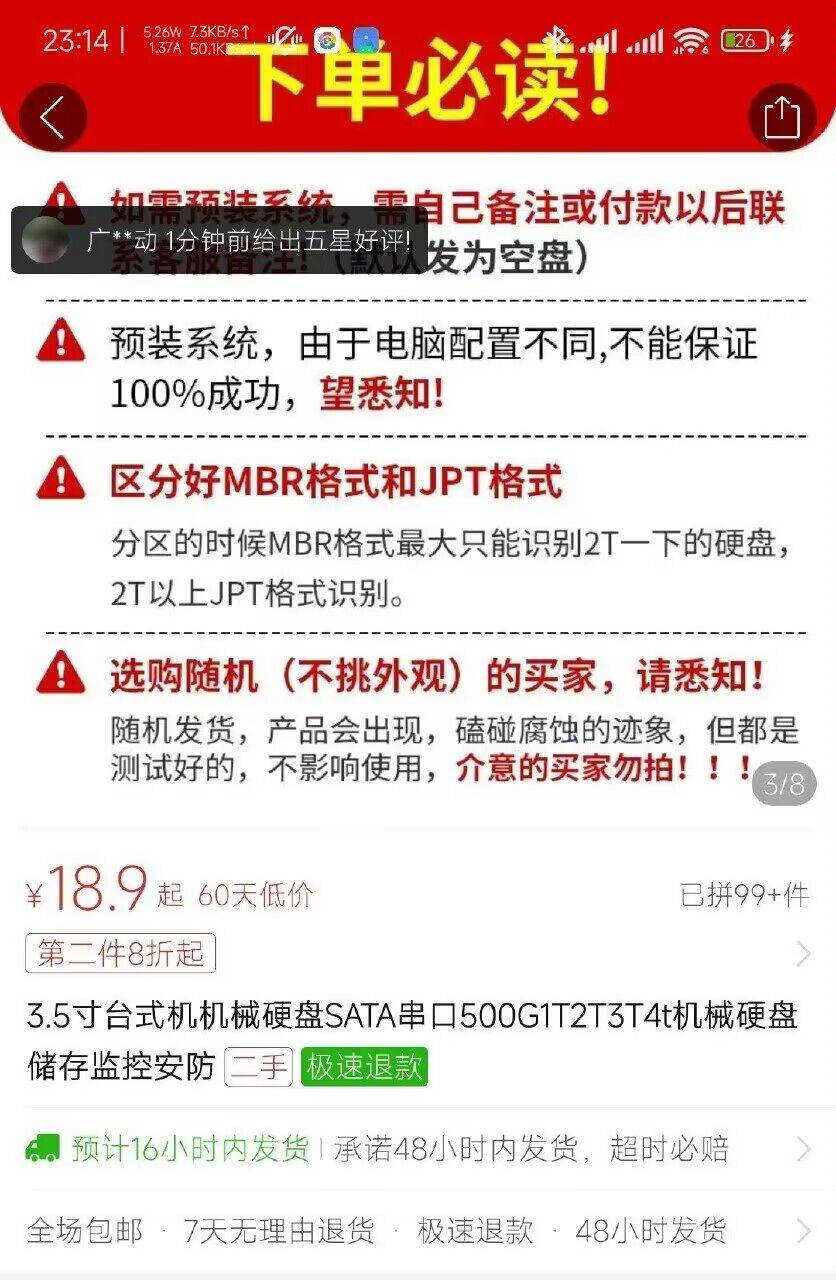 23:14
5.26W 7.3KB/s↑
1.37A 50.1KB/s↓
26
下单必读!
如需预装系统，需自己备注或付款以后联
系客服备注!（默认发为空盘）
广**动 1分钟前给出五星好评!
预装系统，由于电脑配置不同,不能保证
100%成功，望悉知!
区分好MBR格式和JPT格式
分区的时候MBR格式最大只能识别2T一下的硬盘，
2T以上JPT格式识别。
选购随机（不挑外观）的买家，请悉知！
随机发货，产品会出现，磕碰腐蚀的迹象，但都是
测试好的，不影响使用，介意的买家勿拍！！！
3/8
¥18.9起 60天低价 已拼99+件
第二件8折起
3.5寸台式机机械硬盘SATA串口500G1T2T3T4t机械硬盘
储存监控安防 二手 极速退款
预计16小时内发货 | 承诺48小时内发货，超时必赔
全场包邮 · 7天无理由退货 · 极速退款 · 48小时发货